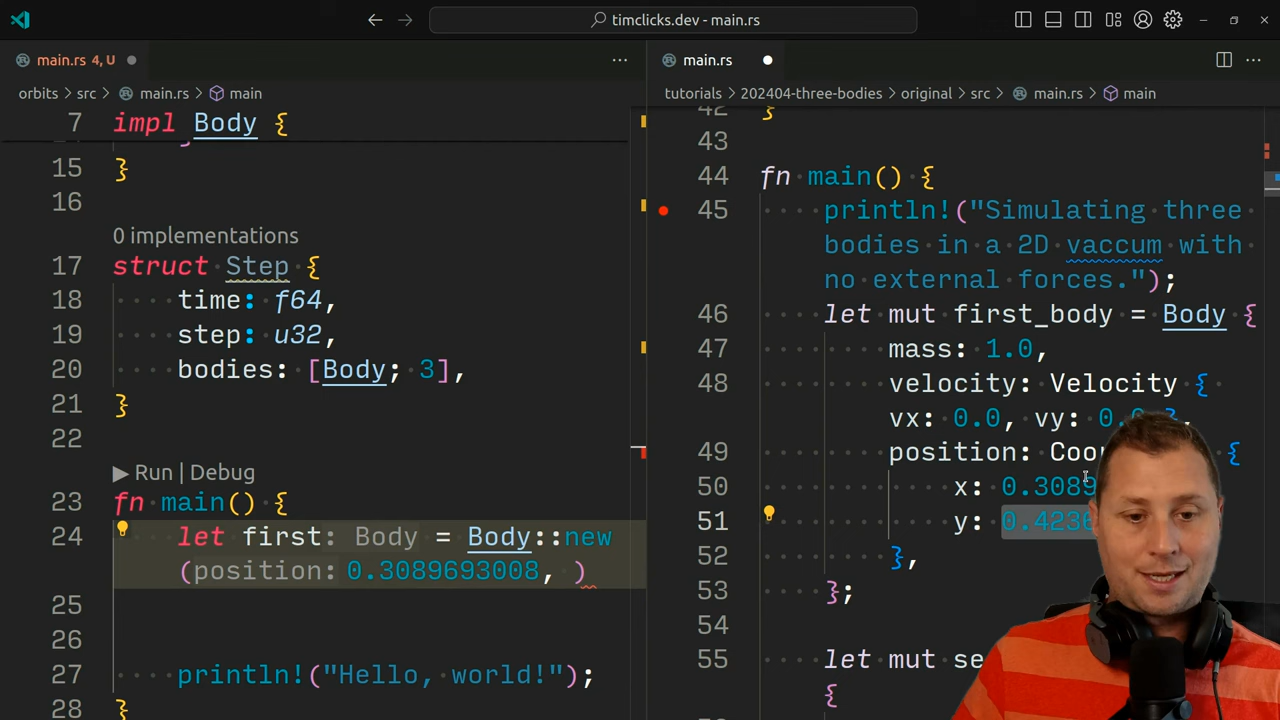 timclicks.dev - main.rs
main.rs 4, U
orbits > src > main.rs > main
7 impl Body {
15 }
16
0 implementations
17 struct Step {
18 time: f64,
19 step: u32,
20 bodies: [Body; 3],
21 }
22
Run | Debug
23 fn main() {
24 let first: Body = Body::new
(position: 0.3089693008, )
25
26
27 println!("Hello, world!");
28 }
main.rs
tutorials > 202404-three-bodies > original > src > main.rs > main
42 }
43
44 fn main() {
45 println!("Simulating three
bodies in a 2D vaccum with
no external forces.");
46 let mut first_body = Body {
47 mass: 1.0,
48 velocity: Velocity {
vx: 0.0, vy:
49 position: {
50 x:
51 y:
52 },
53 };
54
55 let mut
{